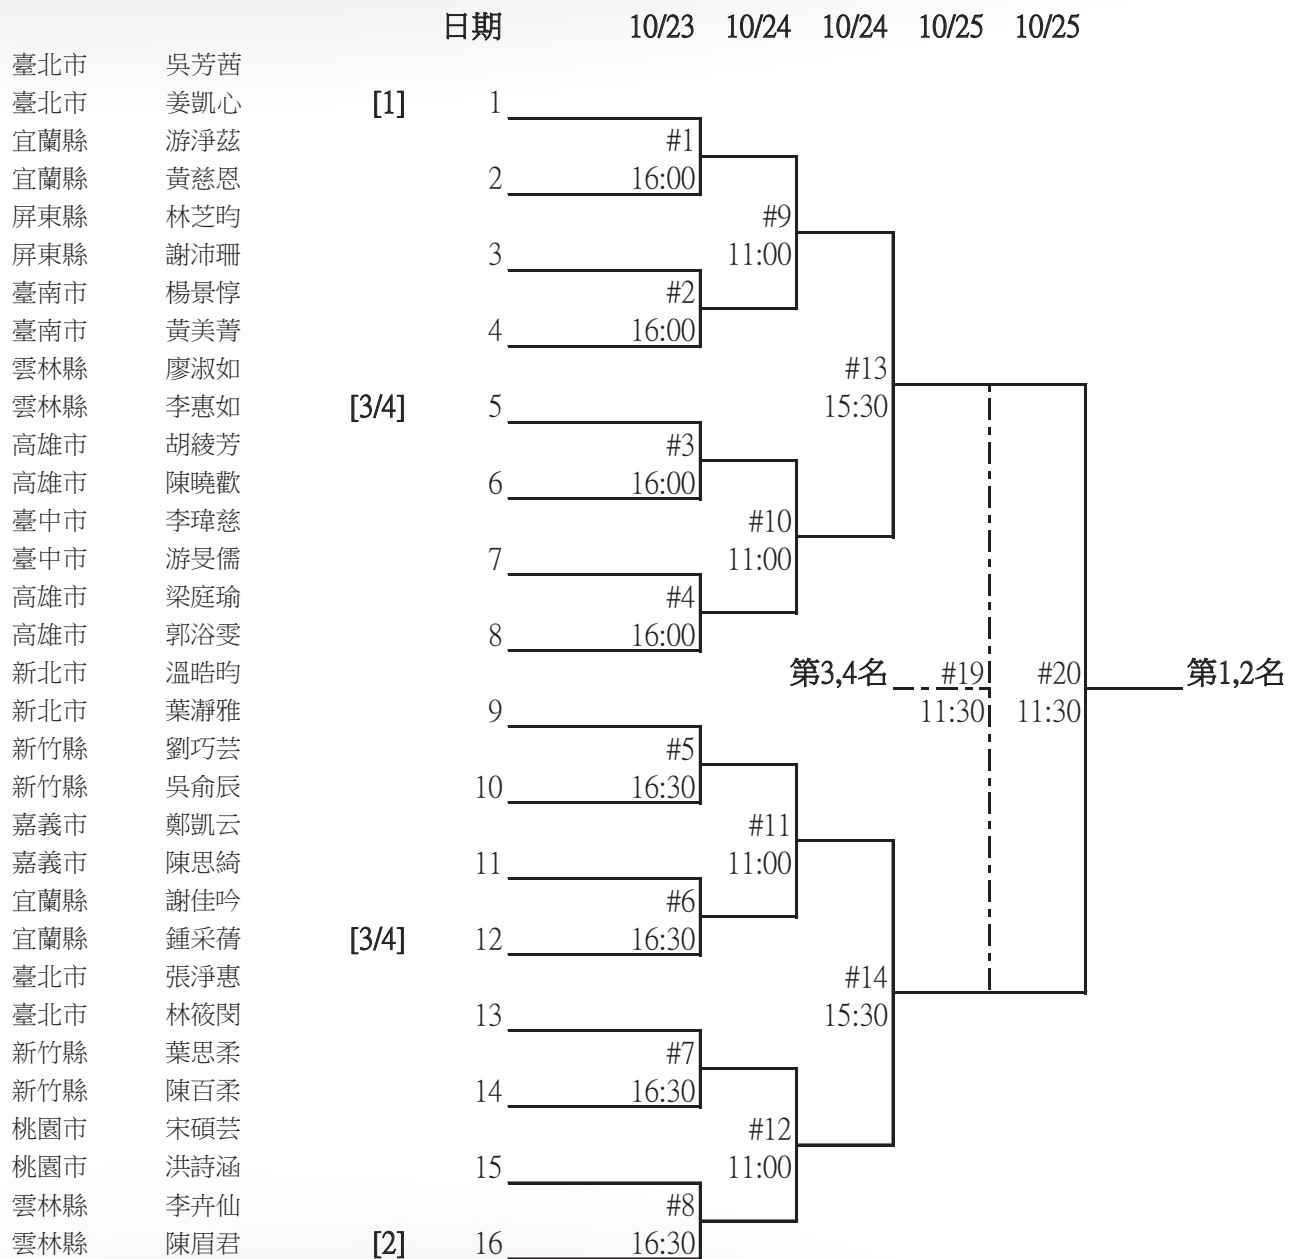 日期 10/23 10/24 10/24 10/25 10/25
臺北市 吳芳茜
臺北市 姜凱心 [1] 1
宜蘭縣 游淨茲 #1
宜蘭縣 黃慈恩 2 16:00
屏東縣 林芝昀 #9
屏東縣 謝沛珊 3 11:00
臺南市 楊景惇 #2
臺南市 黃美菁 4 16:00
雲林縣 廖淑如 #13
雲林縣 李惠如 [3/4] 5 15:30
高雄市 胡綾芳 #3
高雄市 陳曉歡 6 16:00
臺中市 李瑋慈 #10
臺中市 游旻儒 7 11:00
高雄市 梁庭瑜 #4
高雄市 郭浴雯 8 16:00
新北市 溫晧昀 第3,4名 #19 #20 第1,2名
新北市 葉瀞雅 9 11:30 11:30
新竹縣 劉巧芸 #5
新竹縣 吳俞辰 10 16:30
嘉義市 鄭凱云 #11
嘉義市 陳思綺 11 11:00
宜蘭縣 謝佳吟 #6
宜蘭縣 鍾采蒨 [3/4] 12 16:30
臺北市 張淨惠 #14
臺北市 林筱閔 13 15:30
新竹縣 葉思柔 #7
新竹縣 陳百柔 14 16:30
桃園市 宋碩芸 #12
桃園市 洪詩涵 15 11:00
雲林縣 李卉仙 #8
雲林縣 陳眉君 [2] 16 16:30